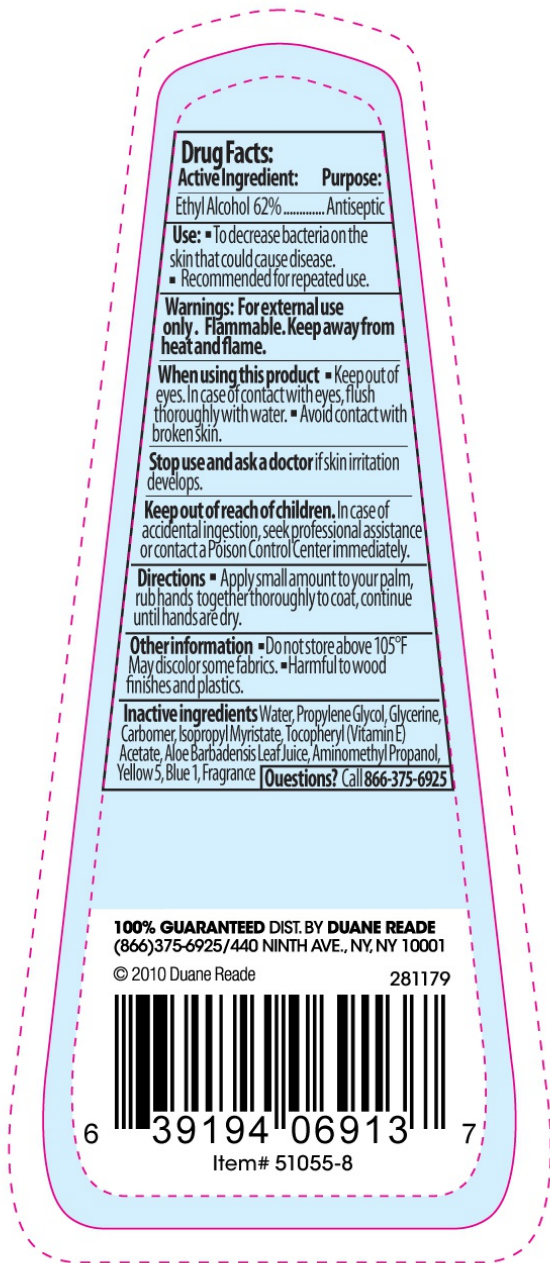 Drug Facts:
Active Ingredient: Purpose:
Ethyl Alcohol 62% ............. Antiseptic
Use: ▪ To decrease bacteria on the
skin that could cause disease.
▪ Recommended for repeated use.
Warnings: For external use
only. Flammable. Keep away from
heat and flame.
When using this product ▪ Keep out of
eyes. In case of contact with eyes, flush
thoroughly with water. ▪ Avoid contact with
broken skin.
Stop use and ask a doctor if skin irritation
develops.
Keep out of reach of children. In case of
accidental ingestion, seek professional assistance
or contact a Poison Control Center immediately.
Directions ▪ Apply small amount to your palm,
rub hands together thoroughly to coat, continue
until hands are dry.
Other information ▪ Do not store above 105°F
May discolor some fabrics. ▪ Harmful to wood
finishes and plastics.
Inactive ingredients Water, Propylene Glycol, Glycerine,
Carbomer, Isopropyl Myristate, Tocopheryl (Vitamin E)
Acetate, Aloe Barbadensis Leaf Juice, Aminomethyl Propanol,
Yellow 5, Blue 1, Fragrance Questions? Call 866-375-6925
100% GUARANTEED DIST. BY DUANE READE
(866)375-6925/440 NINTH AVE., NY, NY 10001
© 2010 Duane Reade 281179
6 39194 06913 7
Item# 51055-8